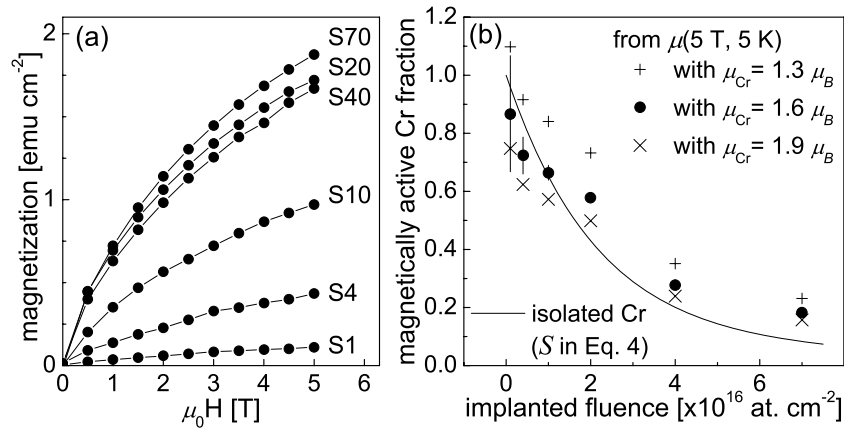 (a)
S70
S20
S40
S10
S4
S1
2
1
0
0 1 2 3 4 5 6
magnetization [emu cm⁻²]
μ₀H [T]
(b)
from μ(5 T, 5 K)
+ with μCr= 1.3 μB
● with μCr= 1.6 μB
× with μCr= 1.9 μB
isolated Cr
(S in Eq. 4)
1.2
1.0
0.8
0.6
0.4
0.2
0.0
0 2 4 6 8
magnetically active Cr fraction
implanted fluence [x10¹⁶ at. cm⁻²]